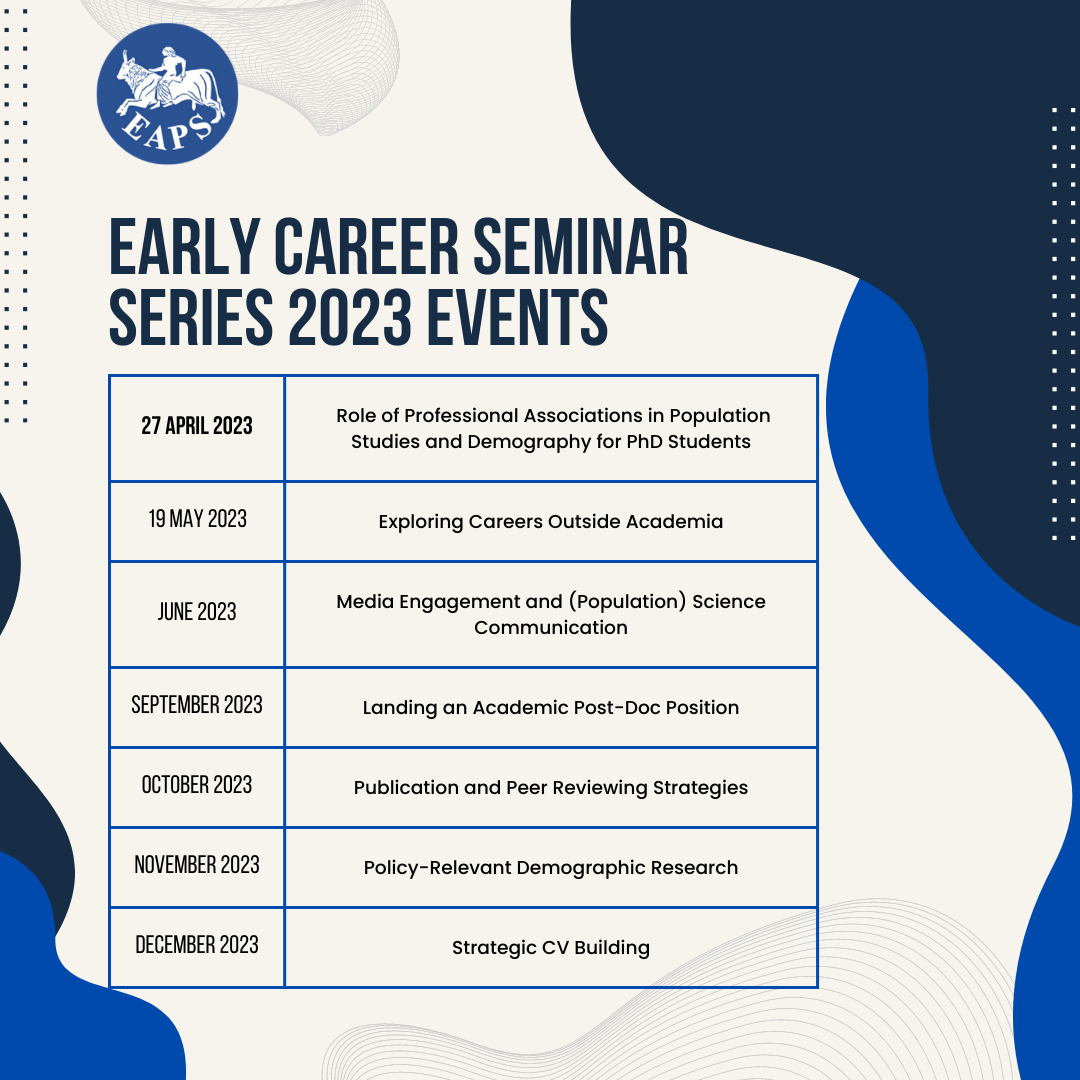 EAPS
EARLY CAREER SEMINAR
SERIES 2023 EVENTS
27 APRIL 2023
Role of Professional Associations in Population
Studies and Demography for PhD Students
19 MAY 2023
Exploring Careers Outside Academia
JUNE 2023
Media Engagement and (Population) Science
Communication
SEPTEMBER 2023
Landing an Academic Post-Doc Position
OCTOBER 2023
Publication and Peer Reviewing Strategies
NOVEMBER 2023
Policy-Relevant Demographic Research
DECEMBER 2023
Strategic CV Building